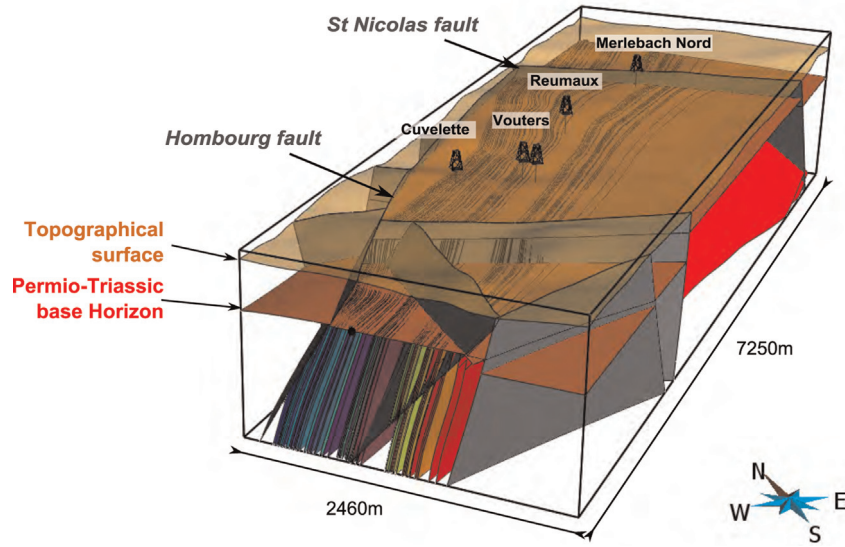 St Nicolas fault
Merlebach Nord
Reumaux
Vouters
Cuvelette
Hombourg fault
Topographical
surface
Permio-Triassic
base Horizon
7250m
2460m
N
W
E
S